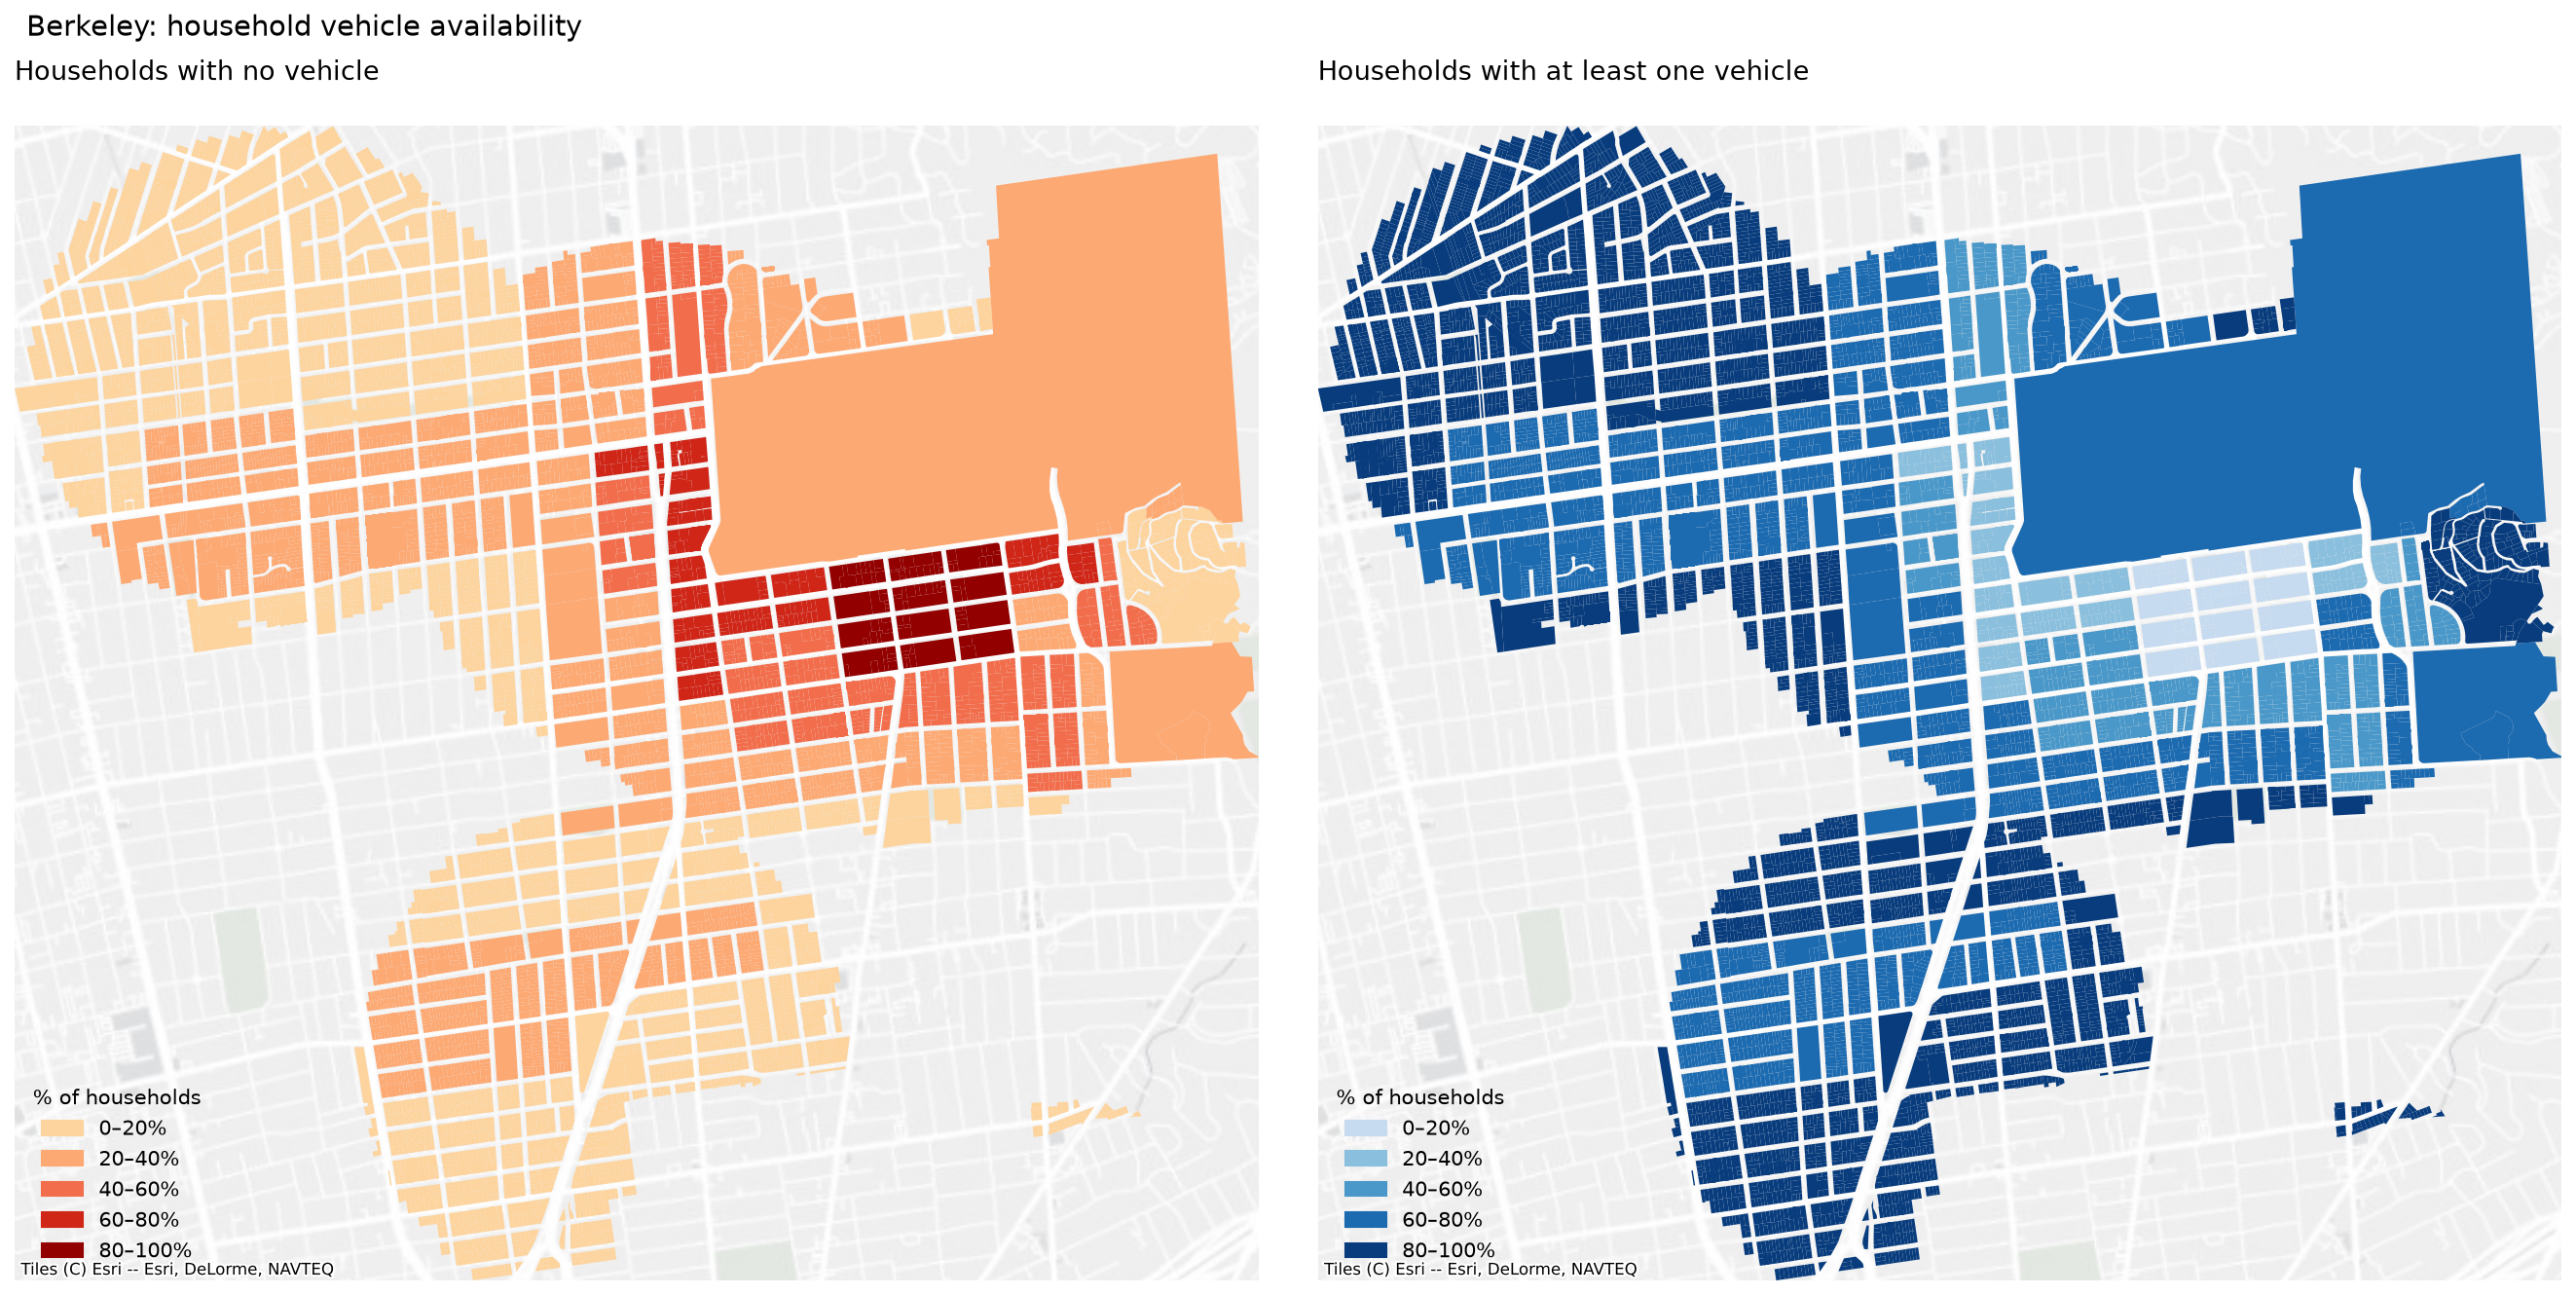 Berkeley: household vehicle availability
Households with no vehicle
Households with at least one vehicle
% of households
0–20%
20–40%
40–60%
60–80%
80–100%
Tiles (C) Esri -- Esri, DeLorme, NAVTEQ
% of households
0–20%
20–40%
40–60%
60–80%
80–100%
Tiles (C) Esri -- Esri, DeLorme, NAVTEQ